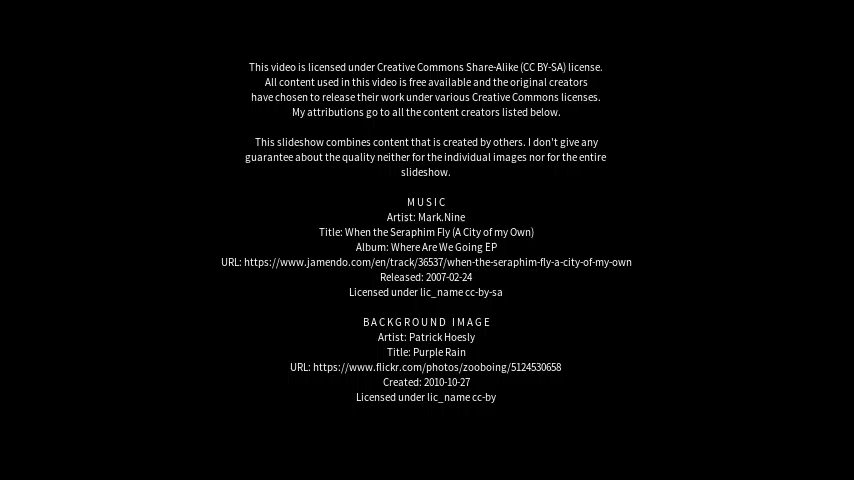 This video is licensed under Creative Commons Share-Alike (CC BY-SA) license.
All content used in this video is free available and the original creators
have chosen to release their work under various Creative Commons licenses.
My attributions go to all the content creators listed below.
This slideshow combines content that is created by others. I don't give any
guarantee about the quality neither for the individual images nor for the entire
slideshow.
MUSIC
Artist: Mark.Nine
Title: When the Seraphim Fly (A City of my Own)
Album: Where Are We Going EP
URL: https://www.jamendo.com/en/track/36537/when-the-seraphim-fly-a-city-of-my-own
Released: 2007-02-24
Licensed under lic_name cc-by-sa
BACKGROUND IMAGE
Artist: Patrick Hoesly
Title: Purple Rain
URL: https://www.flickr.com/photos/zooboing/5124530658
Created: 2010-10-27
Licensed under lic_name cc-by